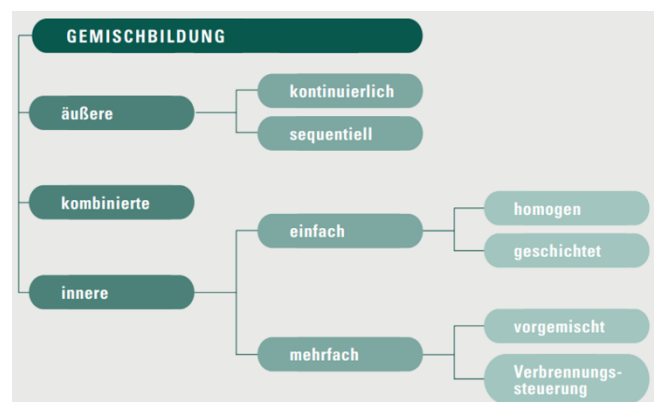 GEMISCHBILDUNG
äußere
kontinuierlich
sequentiell
kombinierte
innere
einfach
homogen
geschichtet
mehrfach
vorgemischt
Verbrennungs-
steuerung